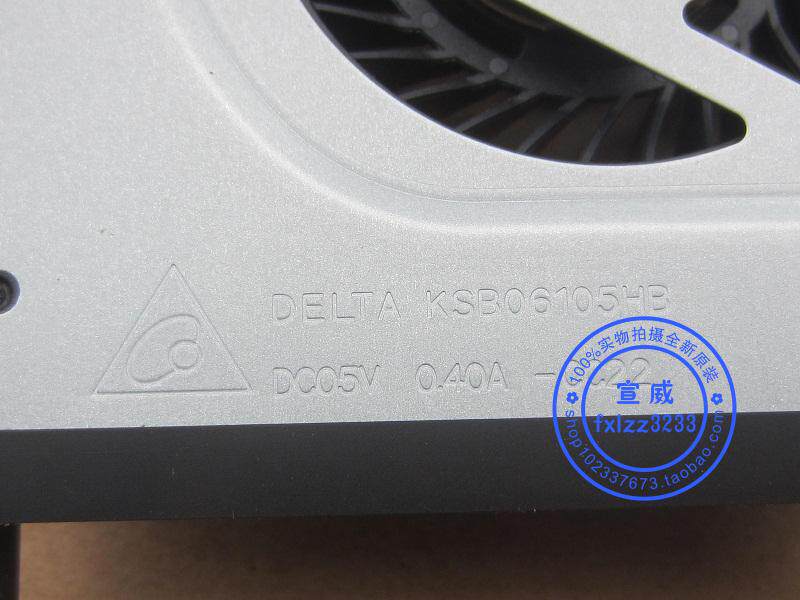 DELTA KSB06105HB
DC05V 0.40A
100%实物拍摄全新原装
宣威
fxlzz3233
shop102337673.taobao.com